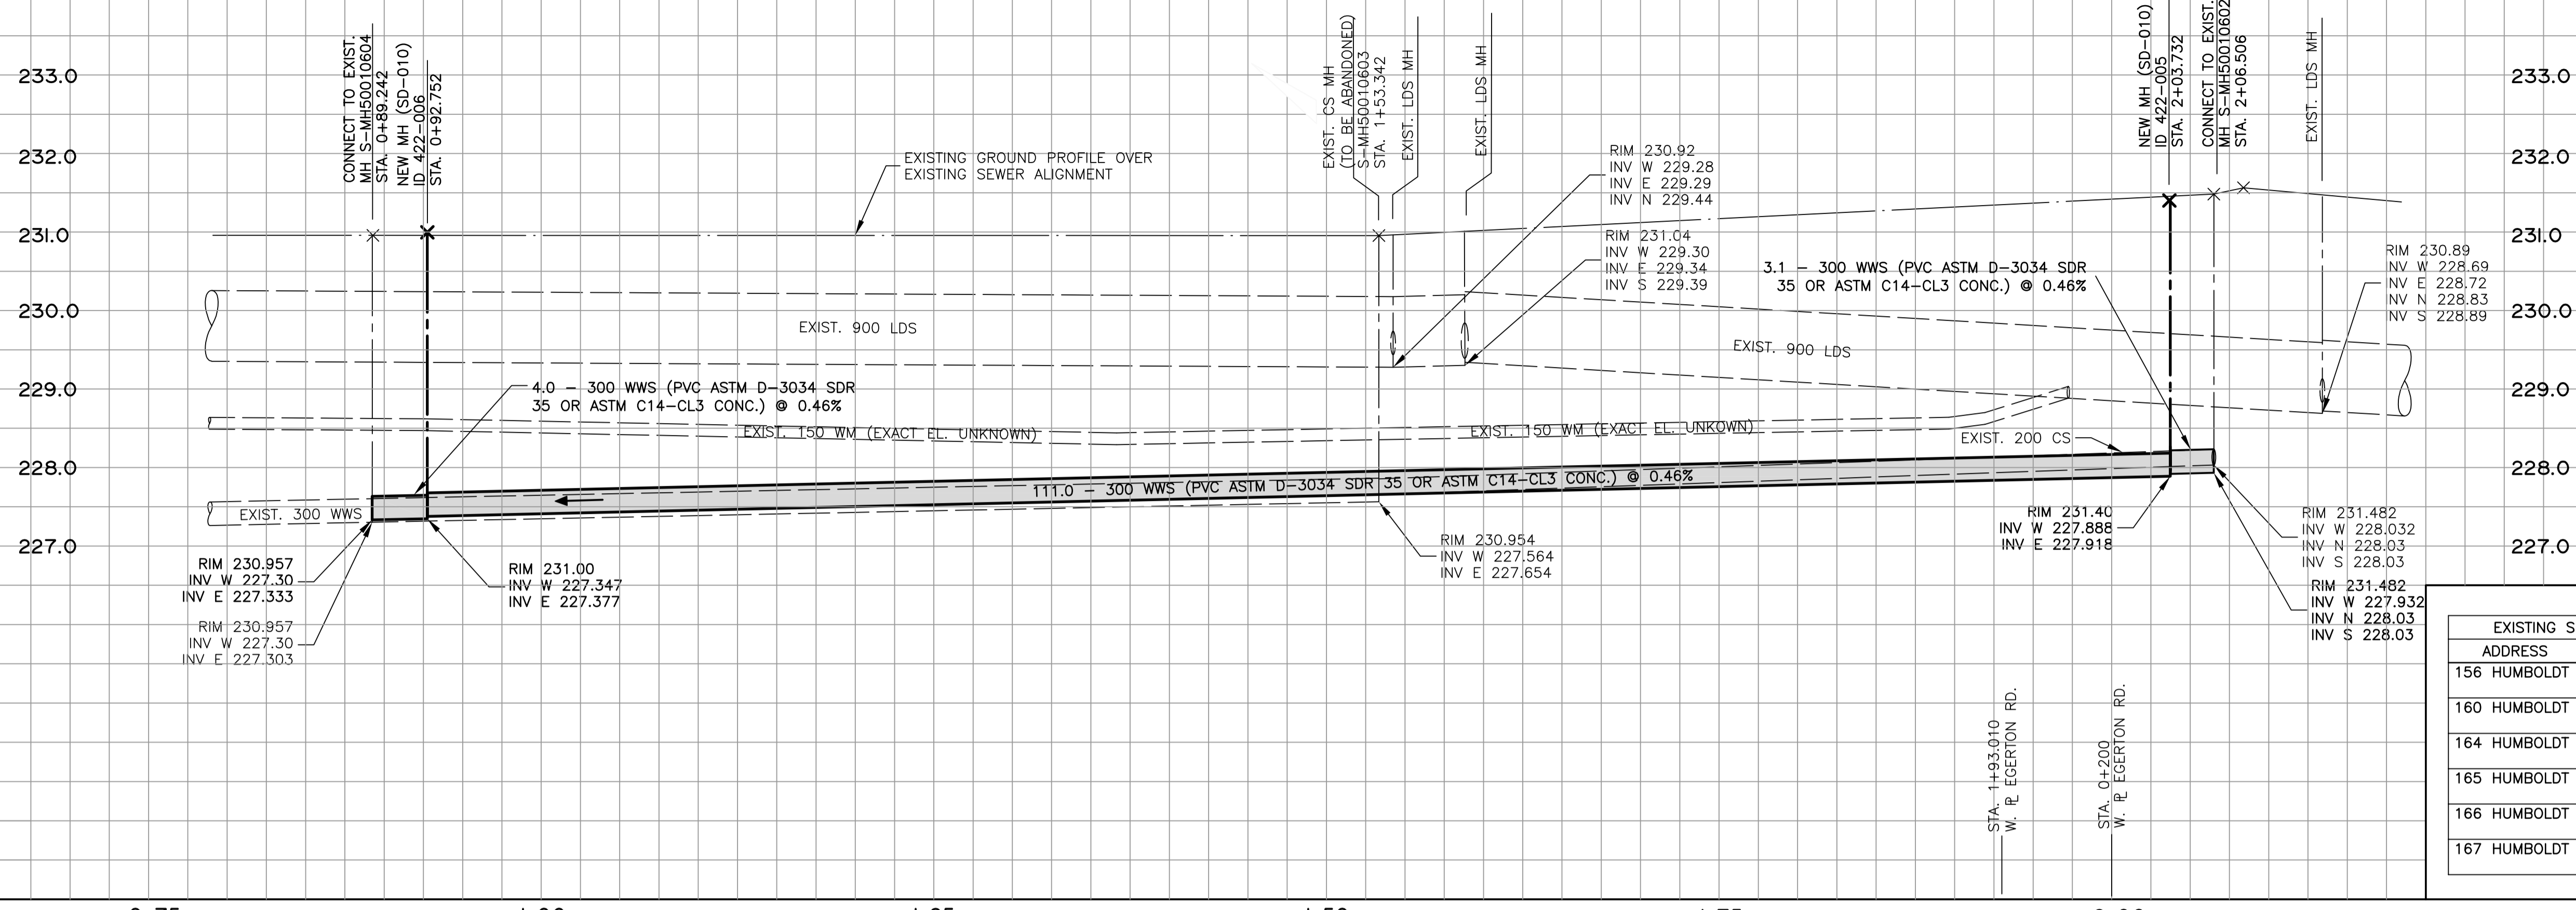 233.0
232.0
231.0
230.0
229.0
228.0
227.0
CONNECT TO EXIST.
MH S-MH50010604
STA. 0+89.242
NEW MH (SD-010)
ID 422-006
STA. 0+92.752
EXISTING GROUND PROFILE OVER
EXISTING SEWER ALIGNMENT
EXIST. CS MH
(TO BE ABANDONED)
S-MH50010603
STA. 1+53.342
EXIST. LDS MH
EXIST. LDS MH
RIM 230.92
INV W 229.28
INV E 229.29
INV N 229.44
RIM 231.04
INV W 229.30
INV E 229.34
INV S 229.39
3.1 - 300 WWS (PVC ASTM D-3034 SDR
35 OR ASTM C14-CL3 CONC.) @ 0.46%
NEW MH (SD-010)
ID 422-005
STA. 2+03.732
CONNECT TO EXIST.
MH S-MH50010602
STA. 2+06.506
EXIST. LDS MH
233.0
232.0
231.0
230.0
229.0
228.0
227.0
RIM 230.89
INV W 228.69
INV E 228.72
INV N 228.83
INV S 228.89
EXIST. 900 LDS
EXIST. 900 LDS
4.0 - 300 WWS (PVC ASTM D-3034 SDR
35 OR ASTM C14-CL3 CONC.) @ 0.46%
EXIST. 150 WM (EXACT EL. UNKNOWN)
EXIST. 150 WM (EXACT EL. UNKOWN)
EXIST. 200 CS
111.0 - 300 WWS (PVC ASTM D-3034 SDR 35 OR ASTM C14-CL3 CONC.) @ 0.46%
EXIST. 300 WWS
RIM 230.957
INV W 227.30
INV E 227.333
RIM 230.957
INV W 227.30
INV E 227.303
RIM 231.00
INV W 227.347
INV E 227.377
RIM 230.954
INV W 227.564
INV E 227.654
RIM 231.40
INV W 227.888
INV E 227.918
RIM 231.482
INV W 228.032
INV N 228.03
INV S 228.03
RIM 231.482
INV W 227.932
INV N 228.03
INV S 228.03
STA. 1+93.010
W. ⅊ EGERTON RD.
STA. 0+200
W. ⅊ EGERTON RD.
EXISTING S
ADDRESS
156 HUMBOLDT
160 HUMBOLDT
164 HUMBOLDT
165 HUMBOLDT
166 HUMBOLDT
167 HUMBOLDT